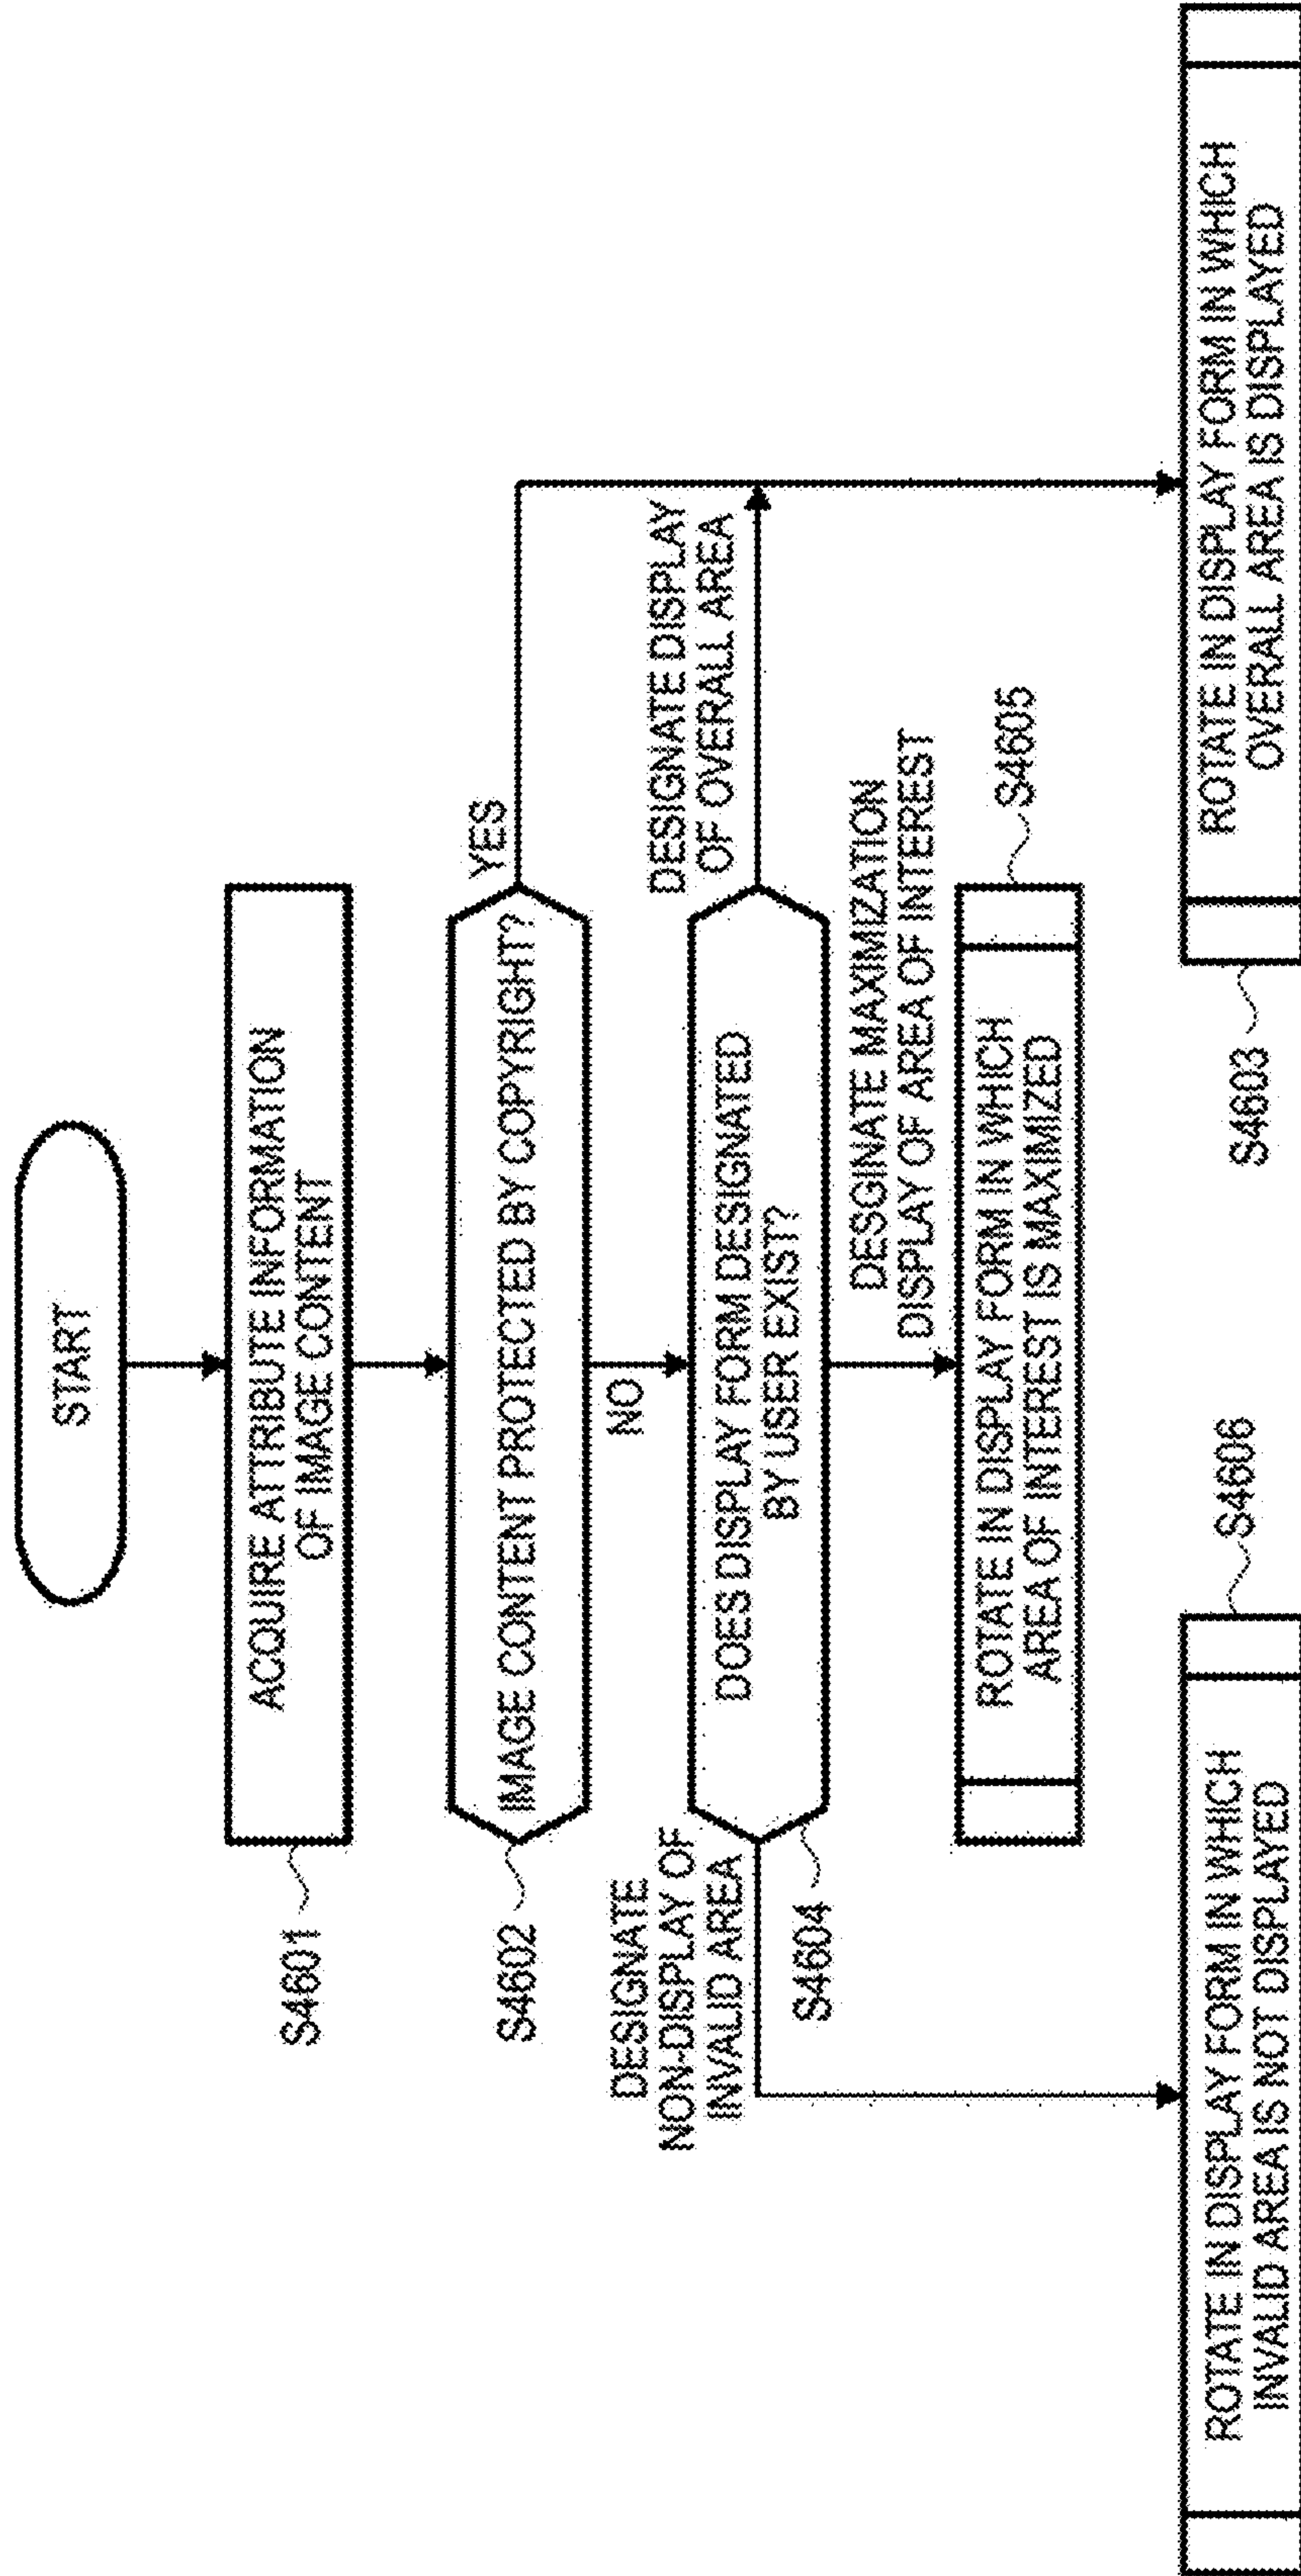 START
ACQUIRE ATTRIBUTE INFORMATION
OF IMAGE CONTENT
S4601
IMAGE CONTENT PROTECTED BY COPYRIGHT?
S4602
YES
NO
DOES DISPLAY FORM DESIGNATED
BY USER EXIST?
S4604
DESIGNATE
NON-DISPLAY OF
INVALID AREA
DESIGNATE DISPLAY
OF OVERALL AREA
DESGINATE MAXIMIZATION
DISPLAY OF AREA OF INTEREST
ROTATE IN DISPLAY FORM IN WHICH
AREA OF INTEREST IS MAXIMIZED
S4605
ROTATE IN DISPLAY FORM IN WHICH
INVALID AREA IS NOT DISPLAYED
S4606
ROTATE IN DISPLAY FORM IN WHICH
OVERALL AREA IS DISPLAYED
S4603